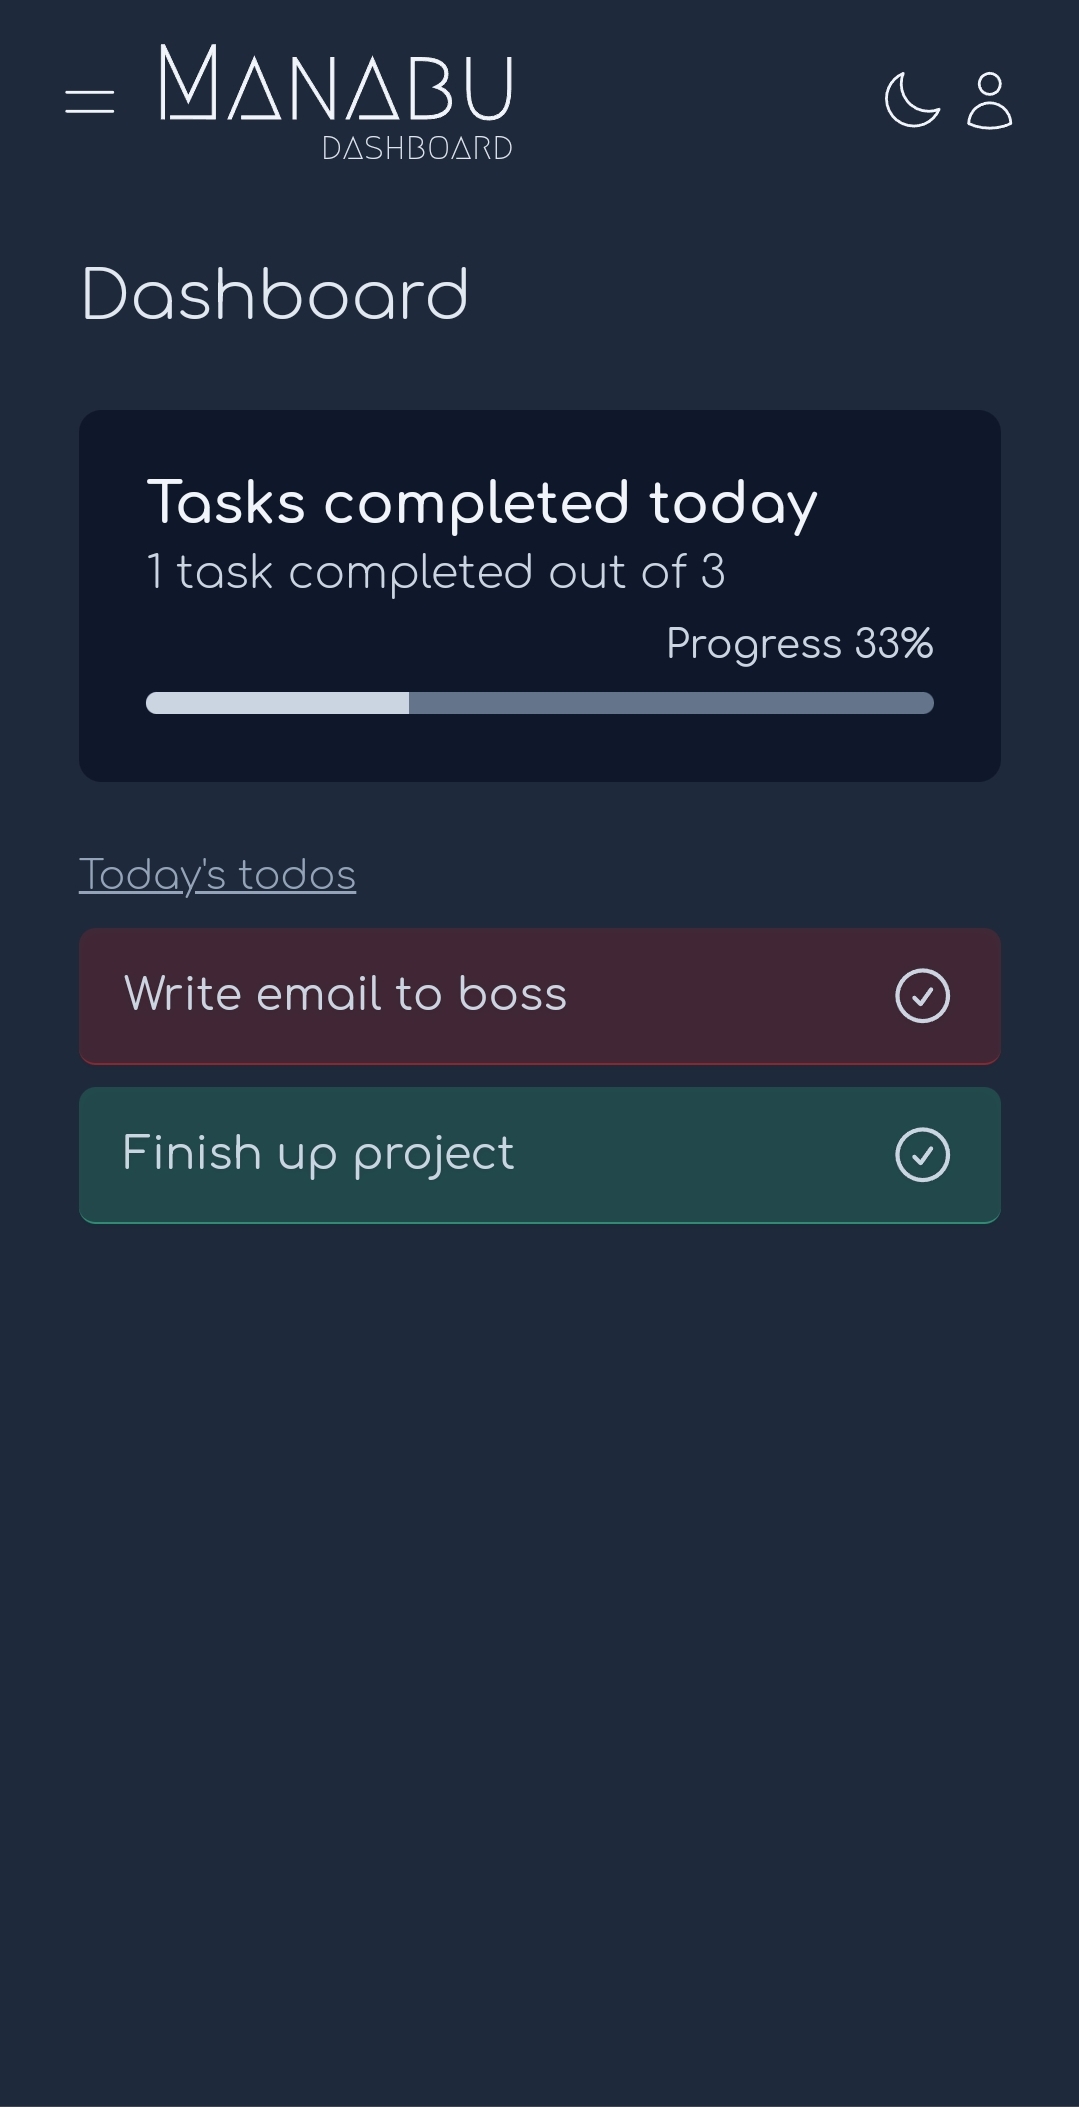 MANABU
DASHBOARD
Dashboard
Tasks completed today
1 task completed out of 3
Progress 33%
Today's todos
Write email to boss
Finish up project